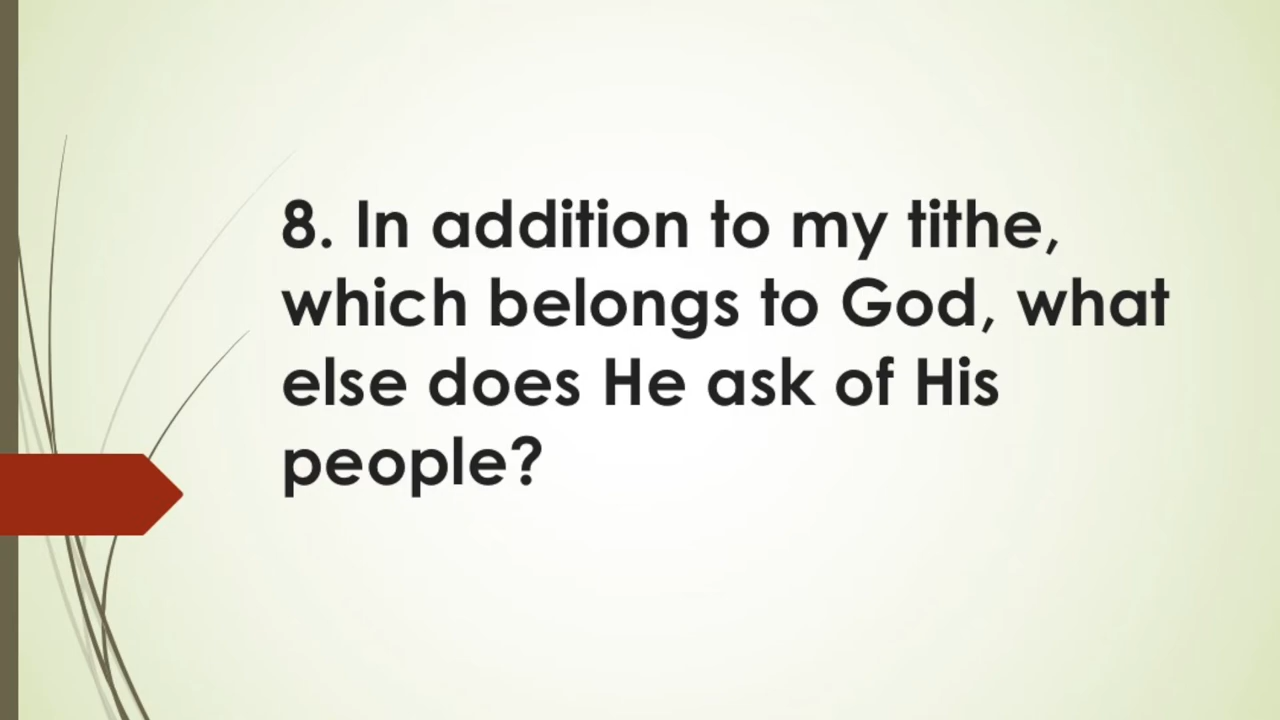 8. In addition to my tithe,
which belongs to God, what
else does He ask of His
people?